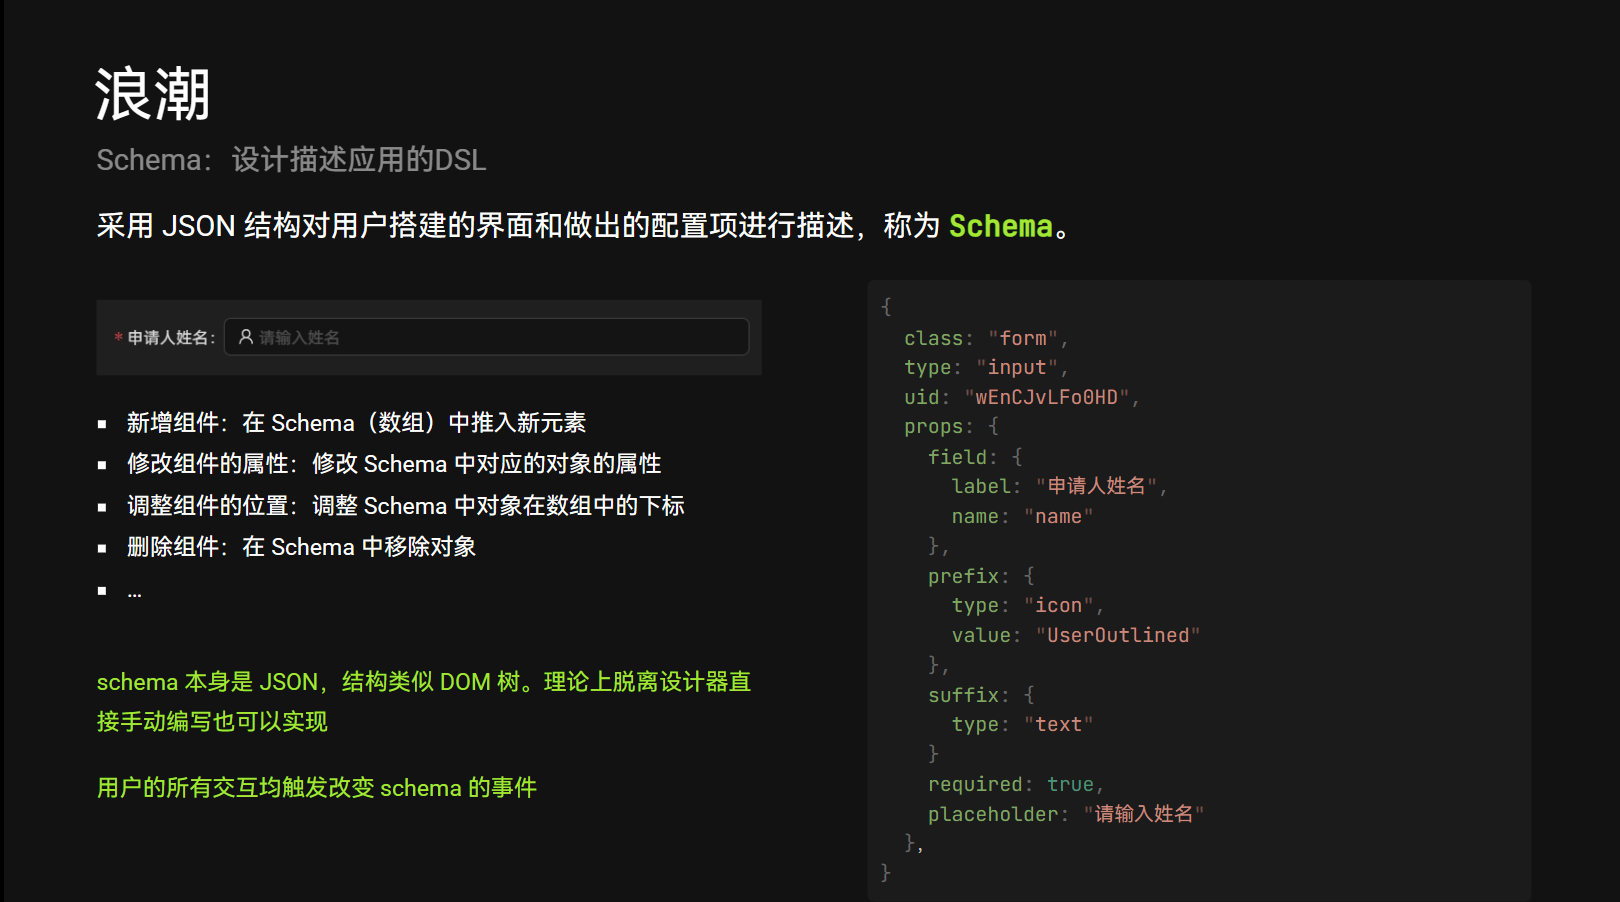 浪潮
Schema：设计描述应用的DSL
采用 JSON 结构对用户搭建的界面和做出的配置项进行描述，称为 Schema。
* 申请人姓名： 请输入姓名
▪ 新增组件：在 Schema（数组）中推入新元素
▪ 修改组件的属性：修改 Schema 中对应的对象的属性
▪ 调整组件的位置：调整 Schema 中对象在数组中的下标
▪ 删除组件：在 Schema 中移除对象
▪ ...
schema 本身是 JSON，结构类似 DOM 树。理论上脱离设计器直
接手动编写也可以实现
用户的所有交互均触发改变 schema 的事件
{
  class: "form",
  type: "input",
  uid: "wEnCJvLFo0HD",
  props: {
    field: {
      label: "申请人姓名",
      name: "name"
    },
    prefix: {
      type: "icon",
      value: "UserOutlined"
    },
    suffix: {
      type: "text"
    }
    required: true,
    placeholder: "请输入姓名"
  },
}